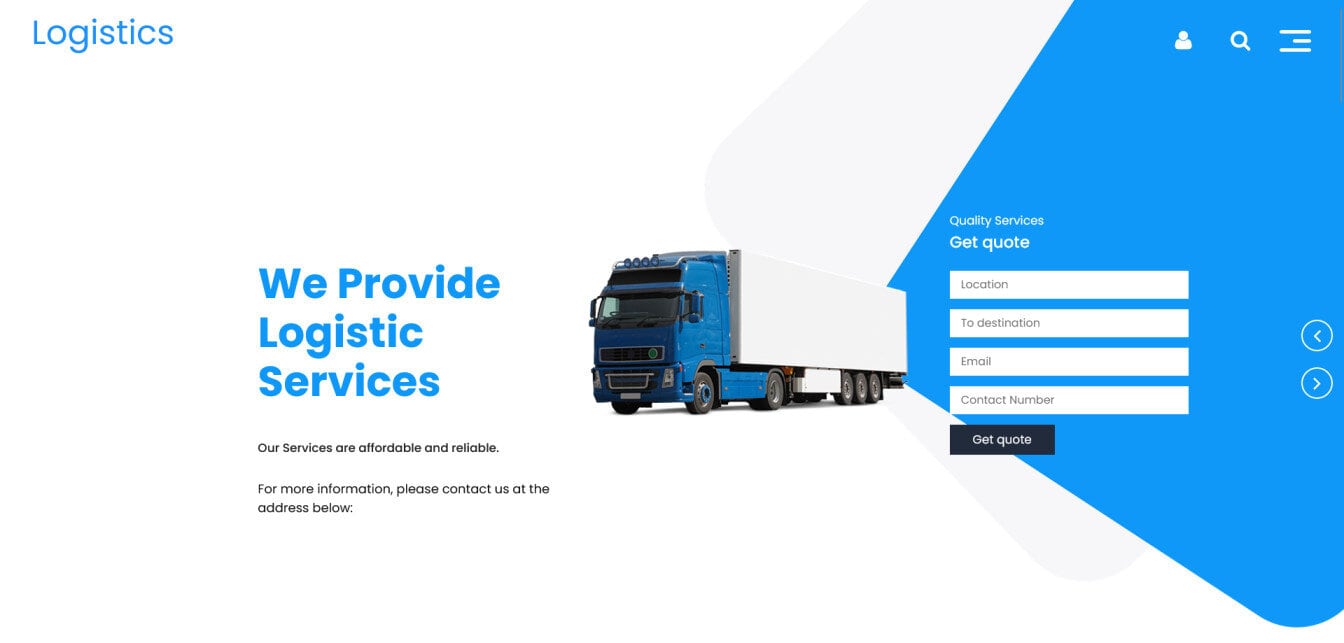 Logistics
We Provide
Logistic
Services
Our Services are affordable and reliable.
For more information, please contact us at the
address below:
Quality Services
Get quote
Location
To destination
Email
Contact Number
Get quote